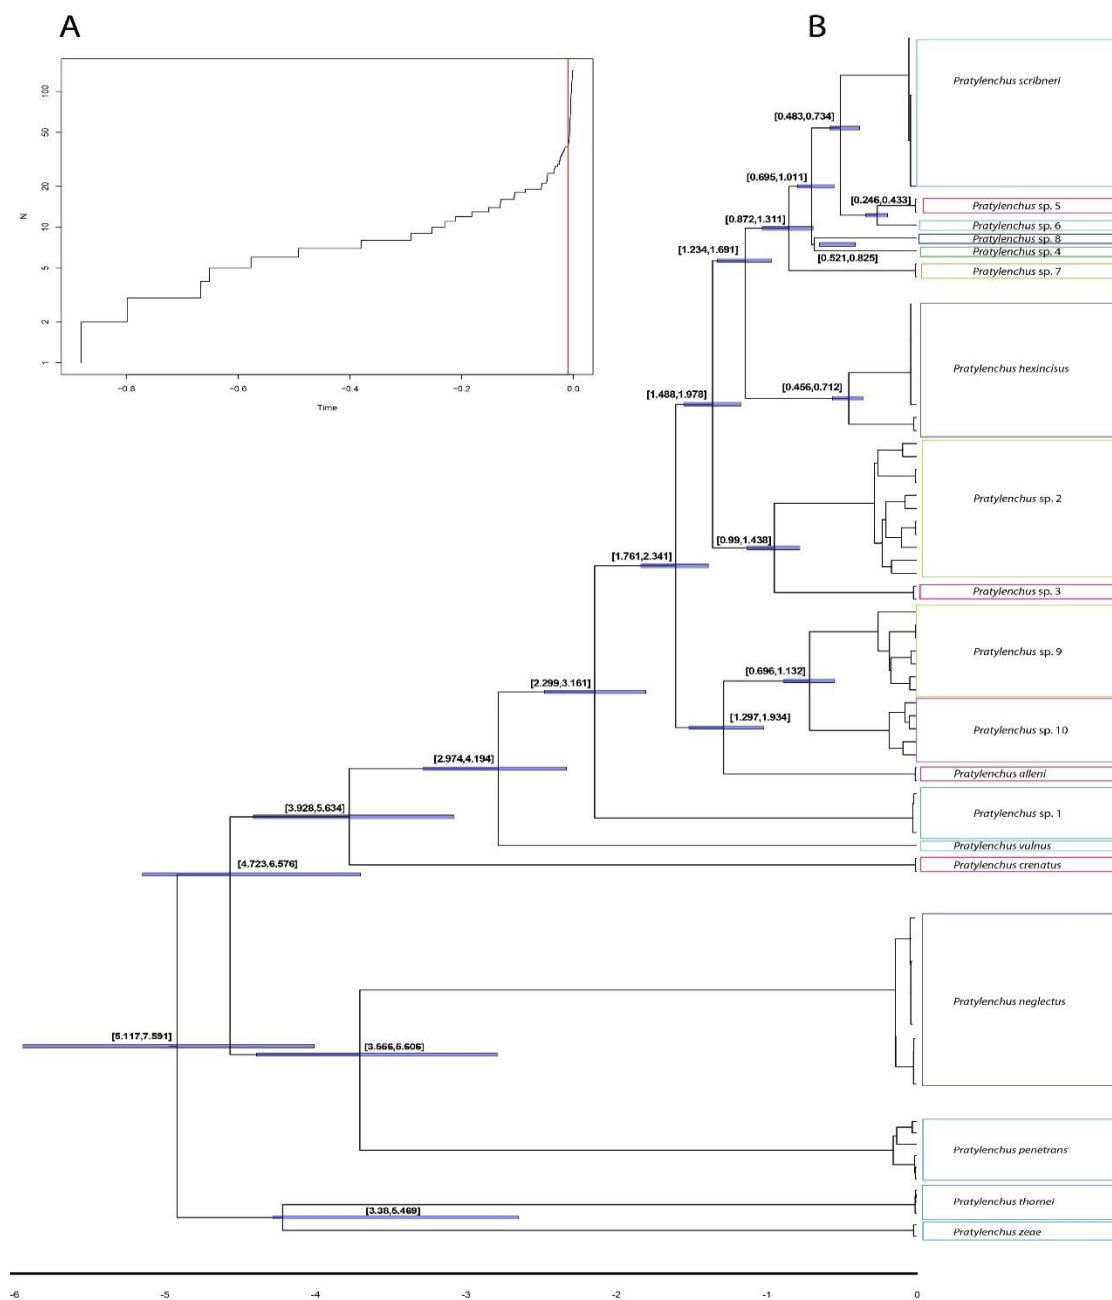 A
B
100
50
20
10
5
2
1
N
−0.8
−0.6
−0.4
−0.2
0.0
Time
Pratylenchus scribneri
[0.483,0.734]
[0.695,1.011]
[0.246,0.433]
Pratylenchus sp. 5
[0.872,1.311]
Pratylenchus sp. 6
Pratylenchus sp. 8
[1.234,1.691]
Pratylenchus sp. 4
[0.521,0.825]
Pratylenchus sp. 7
Pratylenchus hexincisus
[0.456,0.712]
[1.488,1.978]
Pratylenchus sp. 2
[0.99,1.438]
[1.761,2.341]
Pratylenchus sp. 3
Pratylenchus sp. 9
[0.696,1.132]
[2.299,3.161]
[1.297,1.934]
Pratylenchus sp. 10
[2.974,4.194]
Pratylenchus alleni
[3.928,5.634]
Pratylenchus sp. 1
Pratylenchus vulnus
[4.723,6.576]
Pratylenchus crenatus
Pratylenchus neglectus
[5.117,7.591]
[3.556,5.606]
Pratylenchus penetrans
Pratylenchus thornei
[3.38,5.469]
Pratylenchus zeae
-6
-5
-4
-3
-2
-1
0